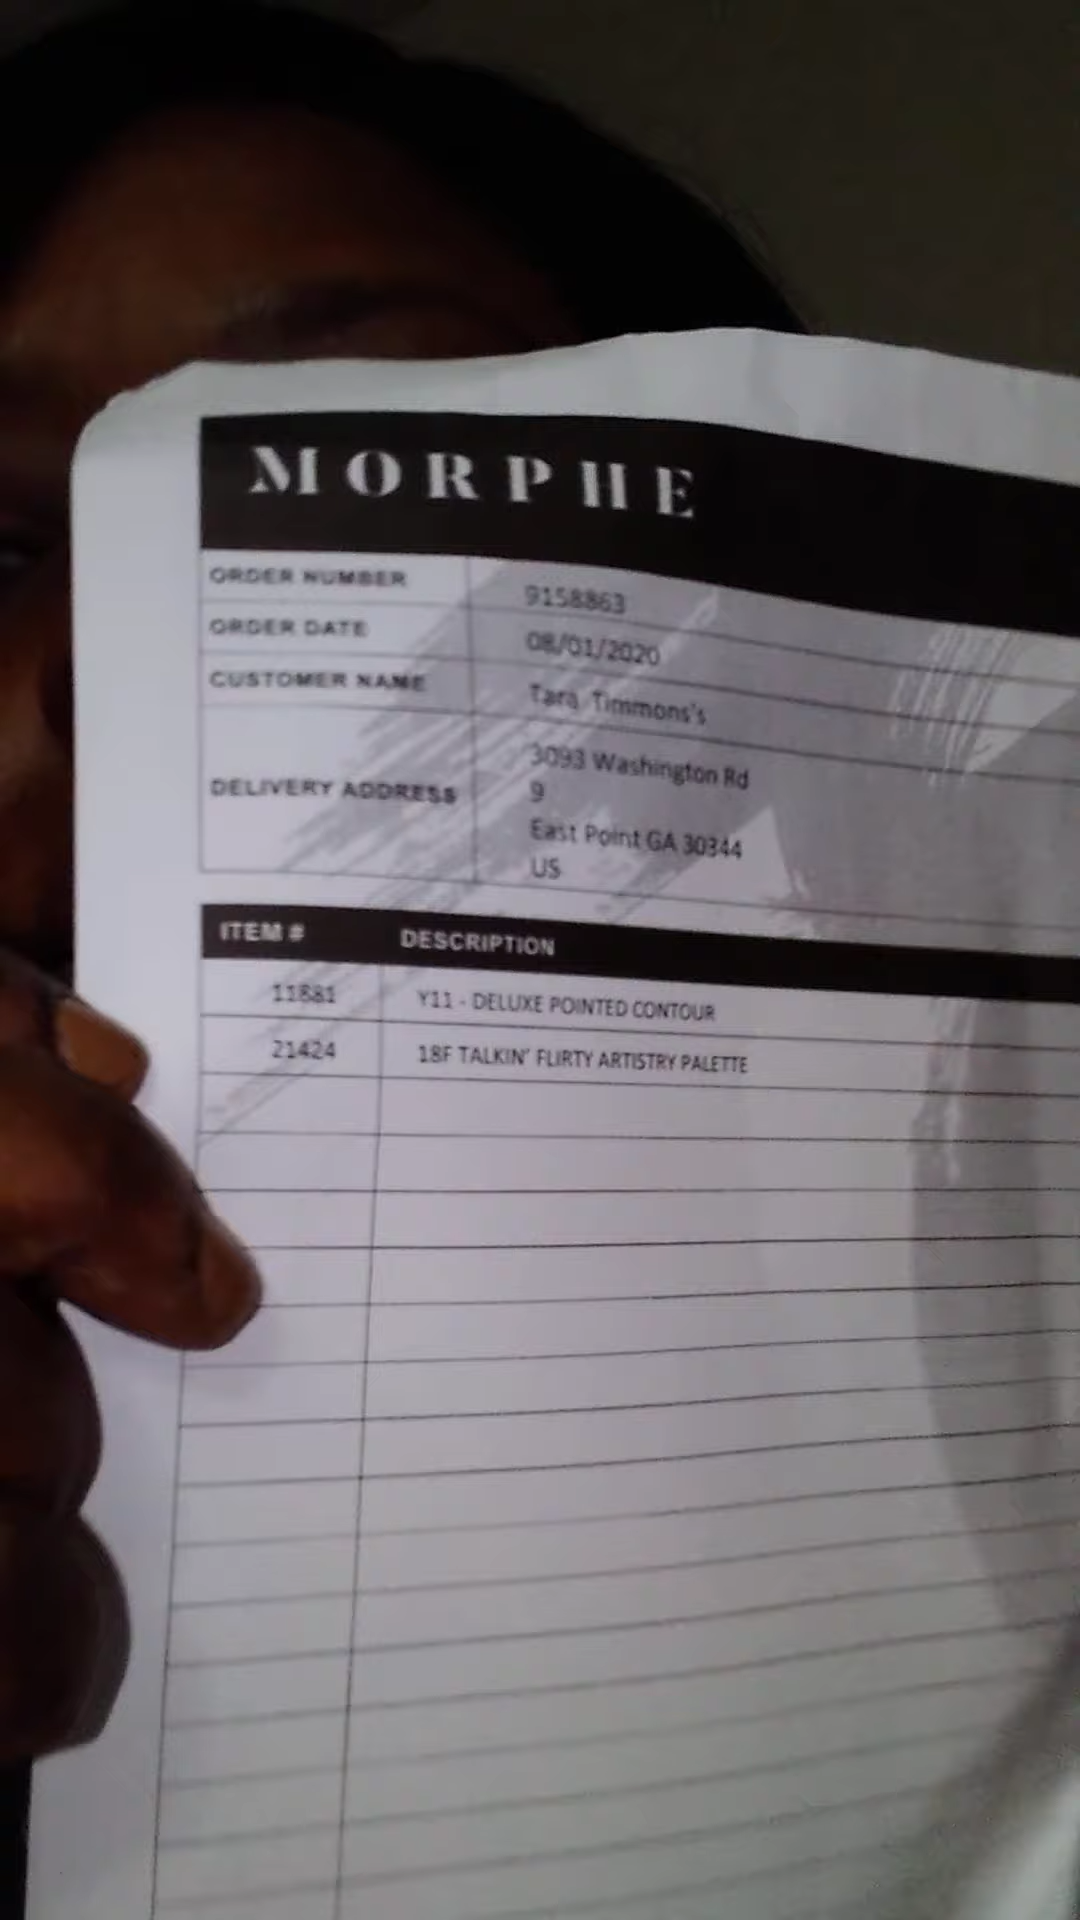 MORPHE
ORDER NUMBER 9158863
ORDER DATE 08/01/2020
CUSTOMER NAME Tara Timmons's
DELIVERY ADDRESS 3093 Washington Rd
9
East Point GA 30344
US
ITEM # DESCRIPTION
11881 Y11 - DELUXE POINTED CONTOUR
21424 18F TALKIN' FLIRTY ARTISTRY PALETTE